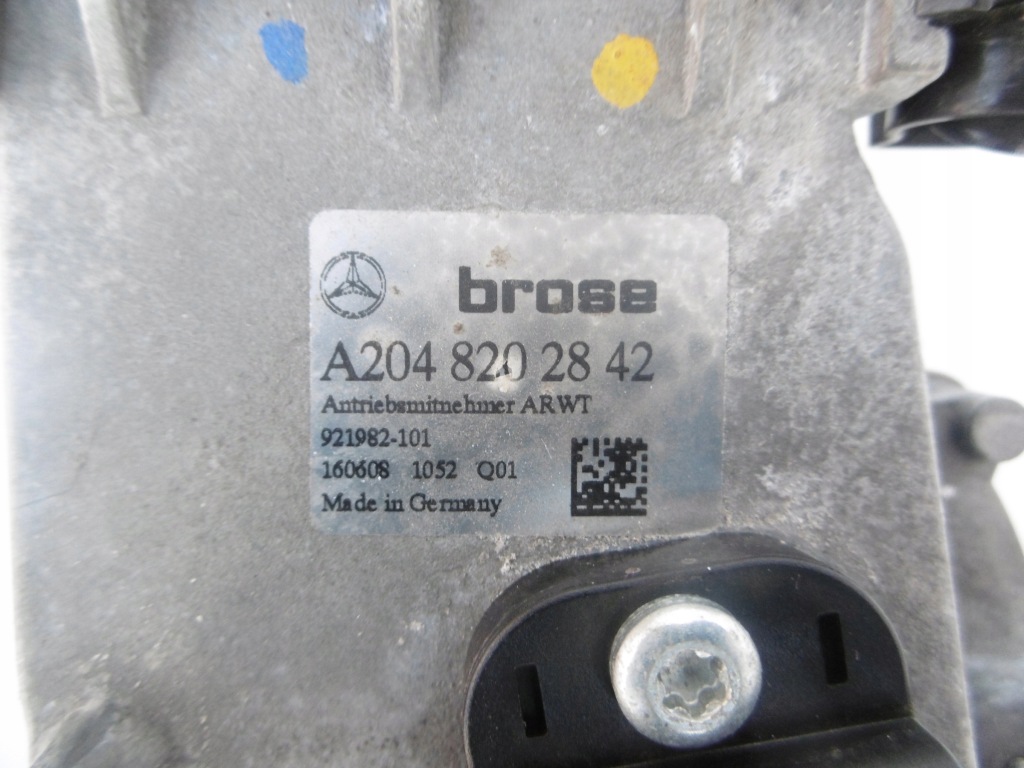 brose
A204 820 28 42
Antriebsmitnehmer ARWT
921982-101
160608 1052 Q01
Made in Germany